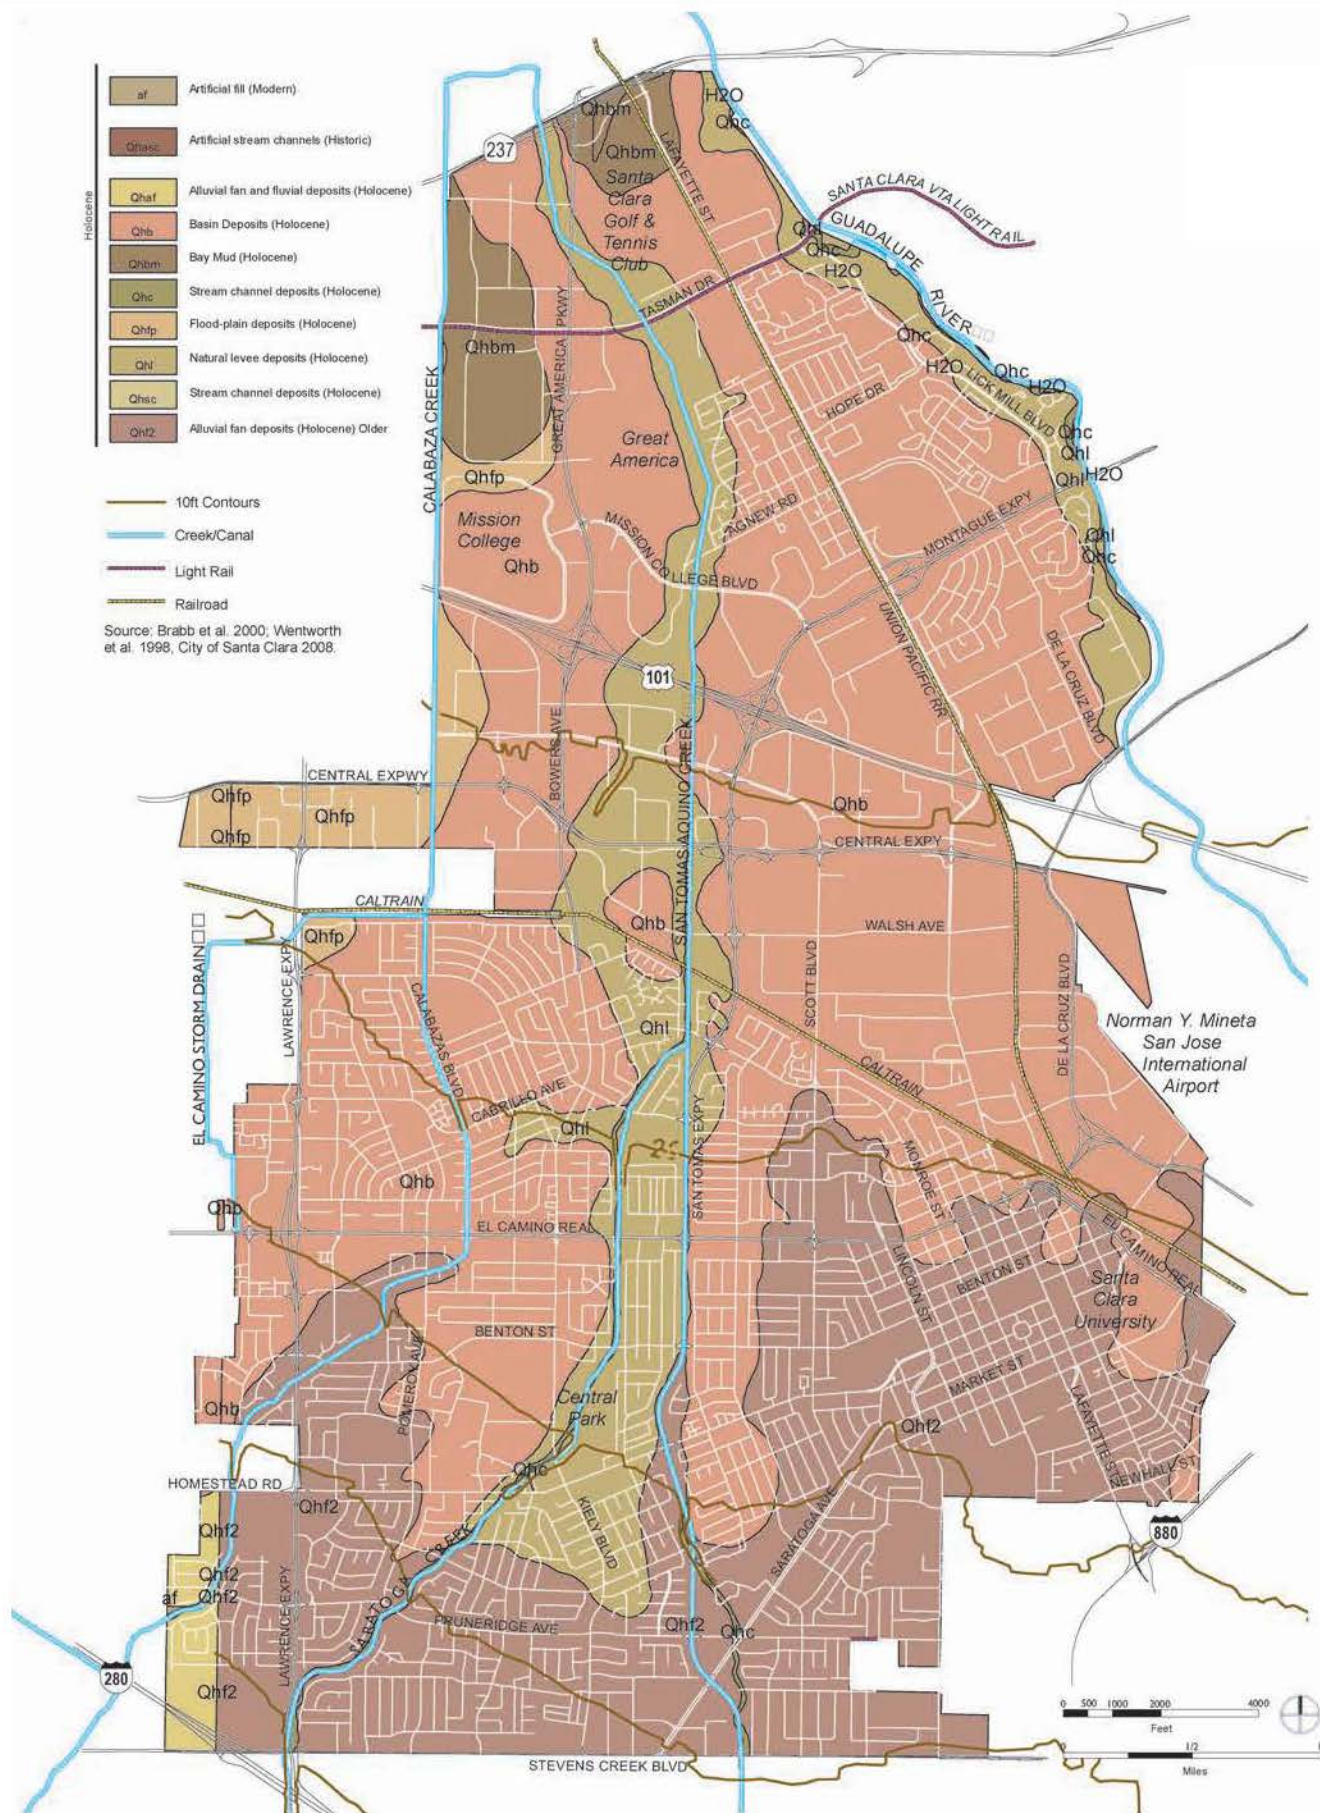 Holocene
af
Artificial fill (Modern)
Qhasc
Artificial stream channels (Historic)
Qhaf
Alluvial fan and fluvial deposits (Holocene)
Qhb
Basin Deposits (Holocene)
Qhbm
Bay Mud (Holocene)
Qhc
Stream channel deposits (Holocene)
Qhfp
Flood-plain deposits (Holocene)
Qhl
Natural levee deposits (Holocene)
Qhsc
Stream channel deposits (Holocene)
Qhf2
Alluvial fan deposits (Holocene) Older
10ft Contours
Creek/Canal
Light Rail
Railroad
Source: Brabb et al. 2000; Wentworth
et al. 1998, City of Santa Clara 2008.
H2O
Qhc
Qhbm
Qhbm
237
LAFAYETTE ST
Santa
Clara
Golf &
Tennis
Club
SANTA CLARA VTA LIGHT RAIL
GUADALUPE
RIVER
Qhl
Qhc
H2O
TASMAN DR
GREAT AMERICA PKWY
Qhbm
CALABAZA CREEK
Qhc
H2O
Qhc
H2O
LICK MILL BLVD
HOPE DR
Great
America
Qhc
Qhl
Qhl
H2O
Qhfp
Mission
College
Qhb
MISSION COLLEGE BLVD
AGNEW RD
MONTAGUE EXPY
Qhl
Qhc
UNION PACIFIC RR
DE LA CRUZ BLVD
101
BOWERS AVE
SAN TOMAS AQUINO CREEK
CENTRAL EXPWY
Qhfp
Qhfp
Qhfp
Qhb
CENTRAL EXPY
CALTRAIN
Qhb
WALSH AVE
Qhfp
EL CAMINO STORM DRAIN
LAWRENCE EXPY
CALABAZAS BLVD
SCOTT BLVD
DE LA CRUZ BLVD
Norman Y. Mineta
San Jose
International
Airport
Qhl
CALTRAIN
CABRILLO AVE
Qhl
25
SAN TOMAS EXPY
MONROE ST
Qhb
Qhb
EL CAMINO REAL
EL CAMINO REAL
LINCOLN ST
BENTON ST
Santa
Clara
University
BENTON ST
POMEROY AVE
MARKET ST
Central
Park
Qhb
Qhf2
LAFAYETTE ST
NEWHALL ST
Qhc
HOMESTEAD RD
Qhf2
KIELY BLVD
SARATOGA AVE
880
Qhf2
Qhf2
Qhf2
af
SARATOGA CREEK
LAWRENCE EXPY
PRUNERIDGE AVE
Qhf2
Qhc
280
Qhf2
STEVENS CREEK BLVD
0 500 1000 2000 4000
Feet
0 1/2
Miles